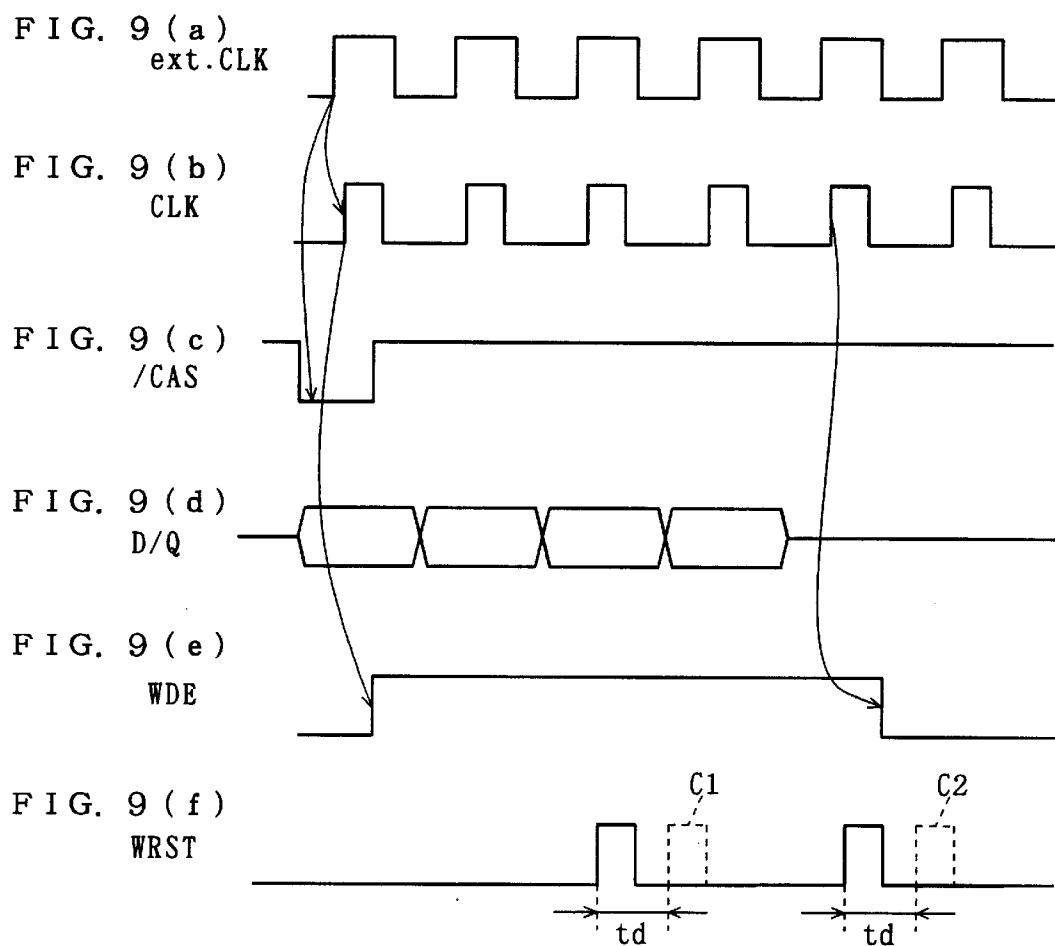 FIG. 9(a)
ext.CLK
FIG. 9(b)
CLK
FIG. 9(c)
/CAS
FIG. 9(d)
D/Q
FIG. 9(e)
WDE
FIG. 9(f)
WRST
C1
C2
td
td